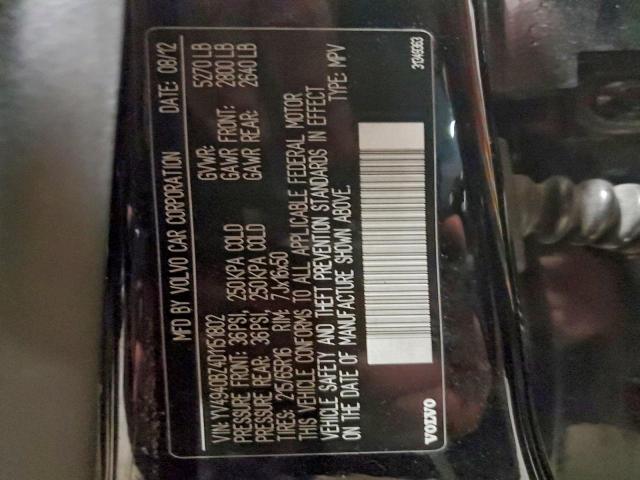 MFD BY VOLVO CAR CORPORATION DATE: 08/12
VIN: YV4940BZ4D1151802 GVWR: 5270 LB
PRESSURE FRONT: 36PSI, 250KPA COLD GAWR FRONT: 2800 LB
PRESSURE REAR: 36PSI, 250KPA COLD GAWR REAR: 2640 LB
TIRES: 215/65R16 RIM: 7Jx16x50
THIS VEHICLE CONFORMS TO ALL APPLICABLE FEDERAL MOTOR
VEHICLE SAFETY AND THEFT PREVENTION STANDARDS IN EFFECT
ON THE DATE OF MANUFACTURE SHOWN ABOVE. TYPE: MPV
VOLVO 31349363